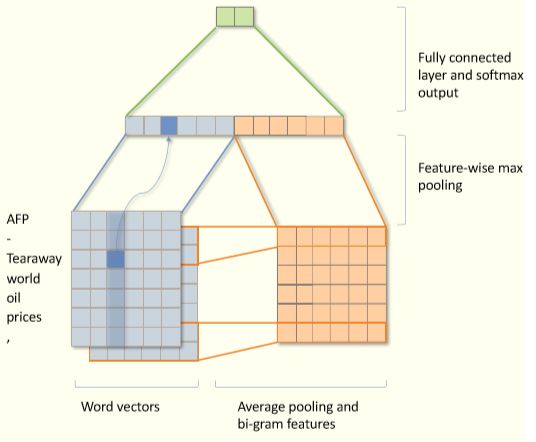 Fully connected
layer and softmax
output
Feature-wise max
pooling
AFP
-
Tearaway
world
oil
prices
,
Word vectors
Average pooling and
bi-gram features